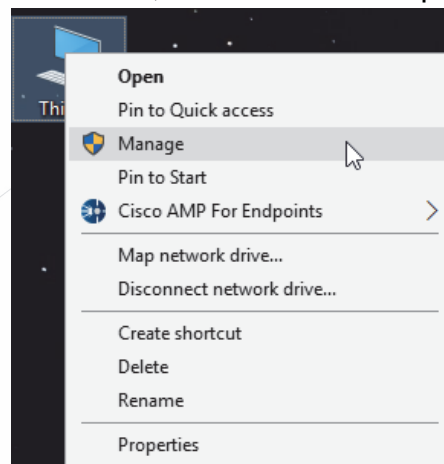 Thi
Open
Pin to Quick access
Manage
Pin to Start
Cisco AMP For Endpoints
Map network drive...
Disconnect network drive...
Create shortcut
Delete
Rename
Properties